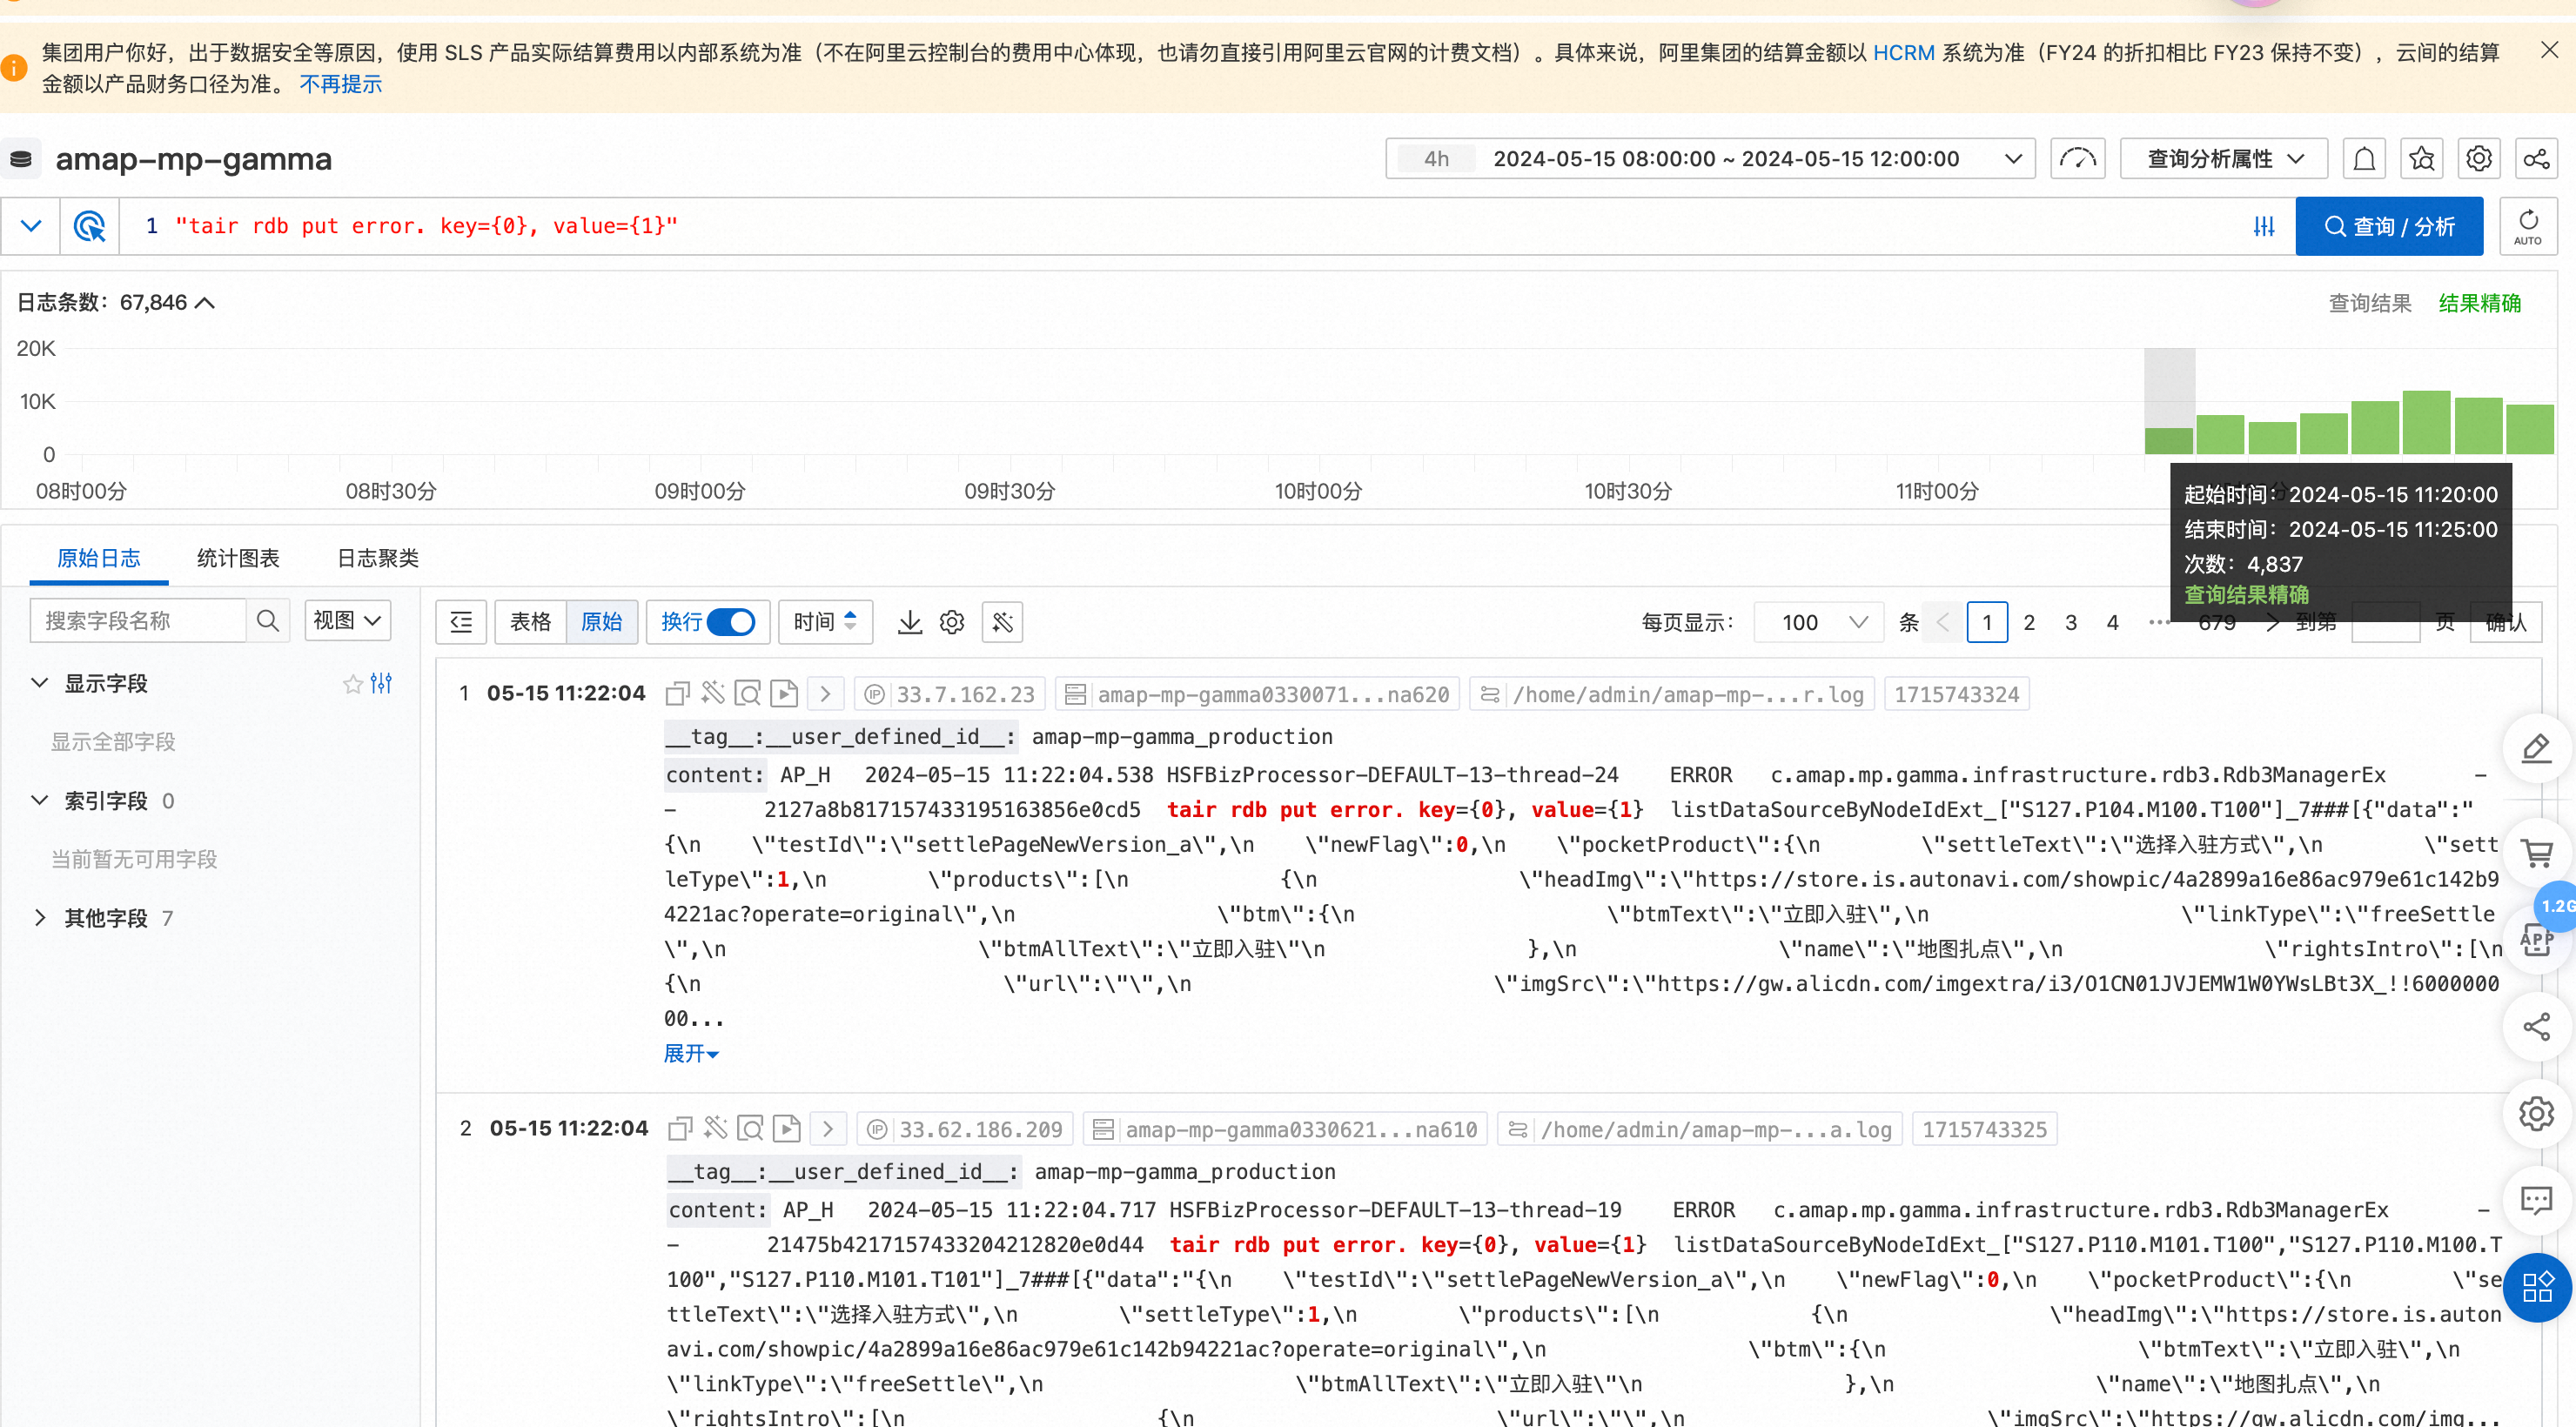 集团用户你好，出于数据安全等原因，使用 SLS 产品实际结算费用以内部系统为准（不在阿里云控制台的费用中心体现，也请勿直接引用阿里云官网的计费文档）。具体来说，阿里集团的结算金额以 HCRM 系统为准（FY24 的折扣相比 FY23 保持不变），云间的结算
金额以产品财务口径为准。 不再提示
amap-mp-gamma
4h 2024-05-15 08:00:00 ~ 2024-05-15 12:00:00
查询分析属性
1 "tair rdb put error. key={0}, value={1}"
查询 / 分析
AUTO
日志条数：67,846
查询结果 结果精确
20K
10K
0
08时00分 08时30分 09时00分 09时30分 10时00分 10时30分 11时00分
起始时间：2024-05-15 11:20:00
结束时间：2024-05-15 11:25:00
次数：4,837
查询结果精确
原始日志 统计图表 日志聚类
搜索字段名称 视图
表格 原始 换行 时间
每页显示： 100 条 1 2 3 4 ··· 679 到第 页 确认
显示字段
显示全部字段
索引字段 0
当前暂无可用字段
其他字段 7
1 05-15 11:22:04 IP 33.7.162.23 amap-mp-gamma0330071...na620 /home/admin/amap-mp-...r.log 1715743324
__tag__:__user_defined_id__: amap-mp-gamma_production
content: AP_H 2024-05-15 11:22:04.538 HSFBizProcessor-DEFAULT-13-thread-24 ERROR c.amap.mp.gamma.infrastructure.rdb3.Rdb3ManagerEx -
- 2127a8b817157433195163856e0cd5 tair rdb put error. key={0}, value={1} listDataSourceByNodeIdExt_["S127.P104.M100.T100"]_7###[{"data":"
{\n \"testId\":\"settlePageNewVersion_a\",\n \"newFlag\":0,\n \"pocketProduct\":{\n \"settleText\":\"选择入驻方式\",\n \"sett
leType\":1,\n \"products\":[\n {\n \"headImg\":\"https://store.is.autonavi.com/showpic/4a2899a16e86ac979e61c142b9
4221ac?operate=original\",\n \"btm\":{\n \"btmText\":\"立即入驻\",\n \"linkType\":\"freeSettle
\",\n \"btmAllText\":\"立即入驻\"\n },\n \"name\":\"地图扎点\",\n \"rightsIntro\":[\n
{\n \"url\":\"\",\n \"imgSrc\":\"https://gw.alicdn.com/imgextra/i3/O1CN01JVJEMW1W0YWsLBt3X_!!6000000
00...
展开
2 05-15 11:22:04 IP 33.62.186.209 amap-mp-gamma0330621...na610 /home/admin/amap-mp-...a.log 1715743325
__tag__:__user_defined_id__: amap-mp-gamma_production
content: AP_H 2024-05-15 11:22:04.717 HSFBizProcessor-DEFAULT-13-thread-19 ERROR c.amap.mp.gamma.infrastructure.rdb3.Rdb3ManagerEx -
- 21475b4217157433204212820e0d44 tair rdb put error. key={0}, value={1} listDataSourceByNodeIdExt_["S127.P110.M101.T100","S127.P110.M100.T
100","S127.P110.M101.T101"]_7###[{"data":"{\n \"testId\":\"settlePageNewVersion_a\",\n \"newFlag\":0,\n \"pocketProduct\":{\n \"se
ttleText\":\"选择入驻方式\",\n \"settleType\":1,\n \"products\":[\n {\n \"headImg\":\"https://store.is.auton
avi.com/showpic/4a2899a16e86ac979e61c142b94221ac?operate=original\",\n \"btm\":{\n \"btmText\":\"立即入驻\",\n
\"linkType\":\"freeSettle\",\n \"btmAllText\":\"立即入驻\"\n },\n \"name\":\"地图扎点\",\n
\"rightsIntro\":[\n {\n \"url\":\"\",\n \"imgSrc\":\"https://gw.alicdn.com/img...
1.2G
APP